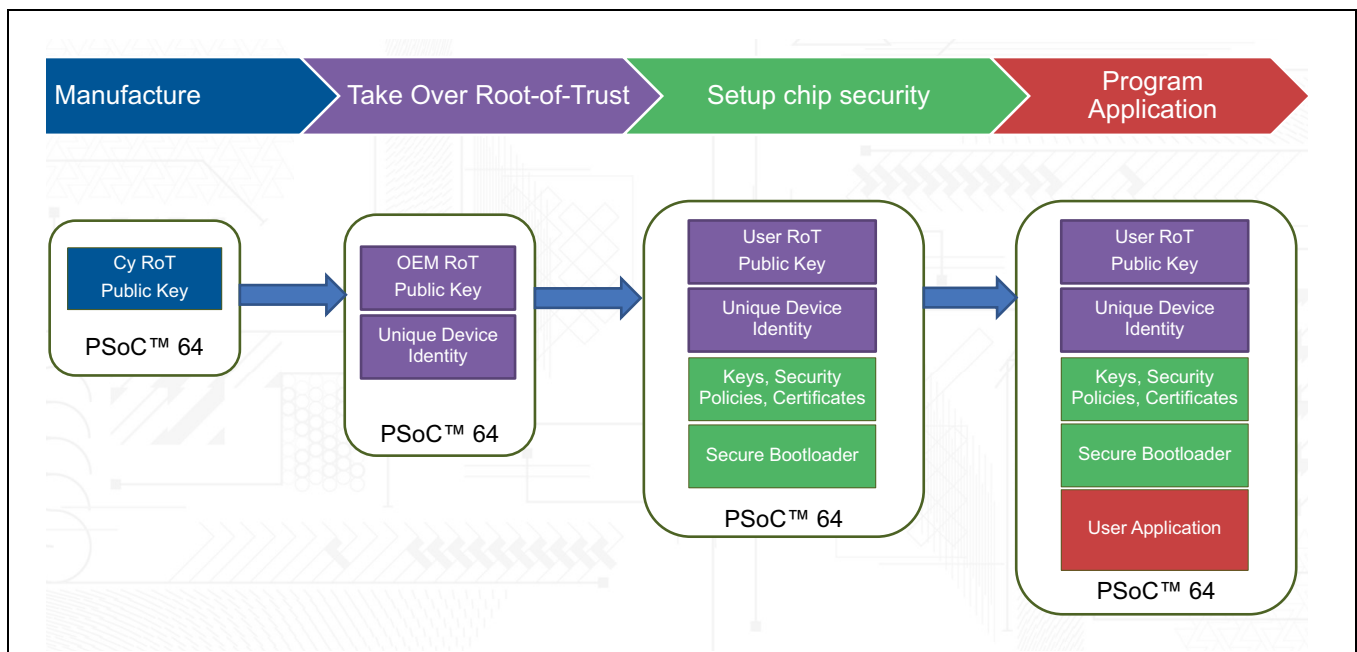 Manufacture
Take Over Root-of-Trust
Setup chip security
Program
Application
Cy RoT
Public Key
PSoC™ 64
OEM RoT
Public Key
Unique Device
Identity
PSoC™ 64
User RoT
Public Key
Unique Device
Identity
Keys, Security
Policies, Certificates
Secure Bootloader
PSoC™ 64
User RoT
Public Key
Unique Device
Identity
Keys, Security
Policies, Certificates
Secure Bootloader
User Application
PSoC™ 64